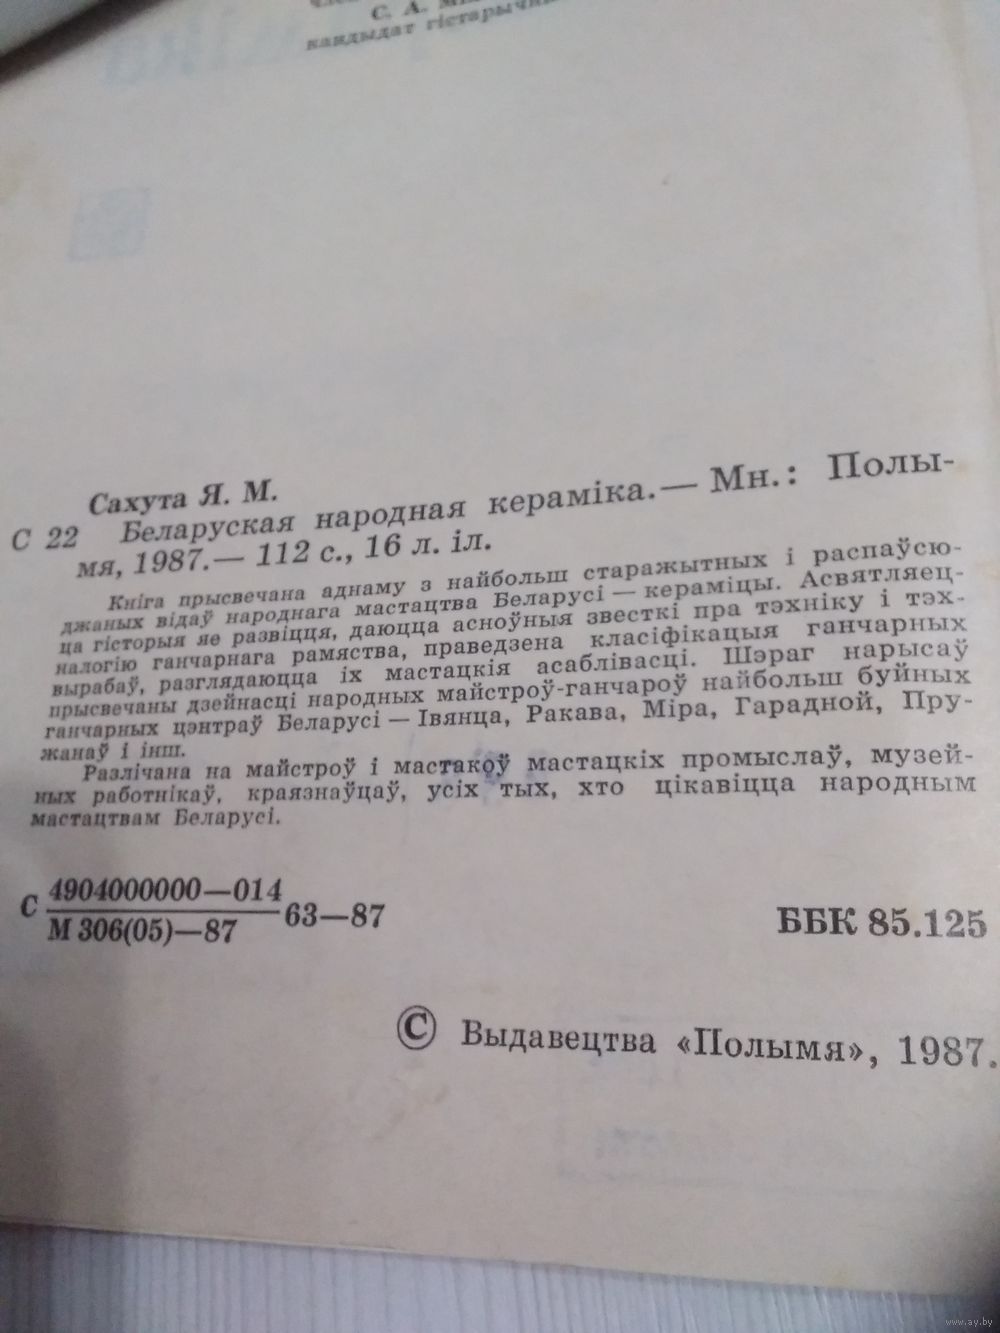 С. А.
кандыдат гістарычн
Сахута Я. М.
С 22 Беларуская народная кераміка.— Мн.: Полы-
мя, 1987.— 112 с., 16 л. іл.
Кніга прысвечана аднаму з найбольш старажытных і распаўсю-
джаных відаў народнага мастацтва Беларусі — кераміцы. Асвятляец-
ца гісторыя яе развіцця, даюцца асноўныя звесткі пра тэхніку і тэх-
налогію ганчарнага рамяства, праведзена класіфікацыя ганчарных
вырабаў, разглядаюцца іх мастацкія асаблівасці. Шэраг нарысаў
прысвечаны дзейнасці народных майстроў-ганчароў найбольш буйных
ганчарных цэнтраў Беларусі — Івянца, Ракава, Міра, Гарадной, Пру-
жанаў і інш.
Разлічана на майстроў і мастакоў мастацкіх промыслаў, музей-
ных работнікаў, краязнаўцаў, усіх тых, хто цікавіцца народным
мастацтвам Беларусі.
С 4904000000—014
М 306(05)—87 63—87
ББК 85.125
© Выдавецтва «Полымя», 1987.
www.ay.by